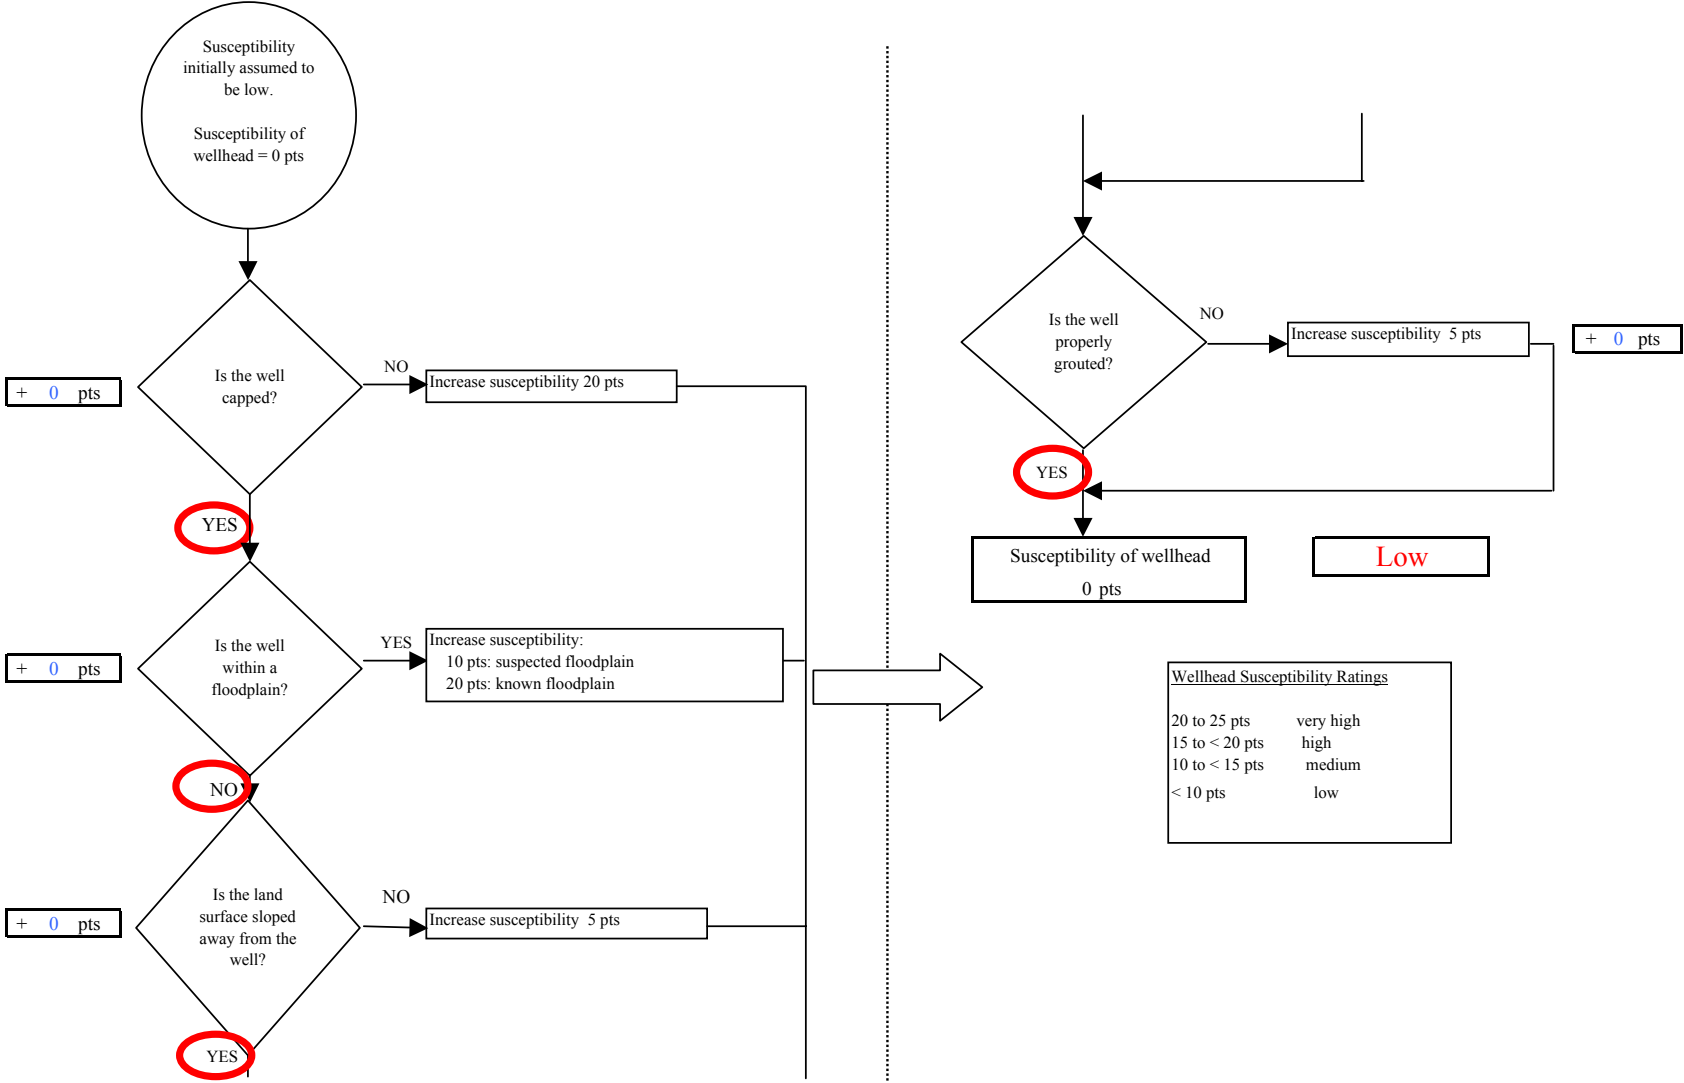 Susceptibility
initially assumed to
be low.
Susceptibility of
wellhead = 0 pts
Is the well
capped?
NO
Increase susceptibility 20 pts
+ 0 pts
YES
Is the well
within a
floodplain?
YES
Increase susceptibility:
10 pts: suspected floodplain
20 pts: known floodplain
+ 0 pts
NO
Is the land
surface sloped
away from the
well?
NO
Increase susceptibility 5 pts
+ 0 pts
YES
Is the well
properly
grouted?
NO
Increase susceptibility 5 pts
+ 0 pts
YES
Susceptibility of wellhead
0 pts
Low
Wellhead Susceptibility Ratings
20 to 25 pts very high
15 to < 20 pts high
10 to < 15 pts medium
< 10 pts low